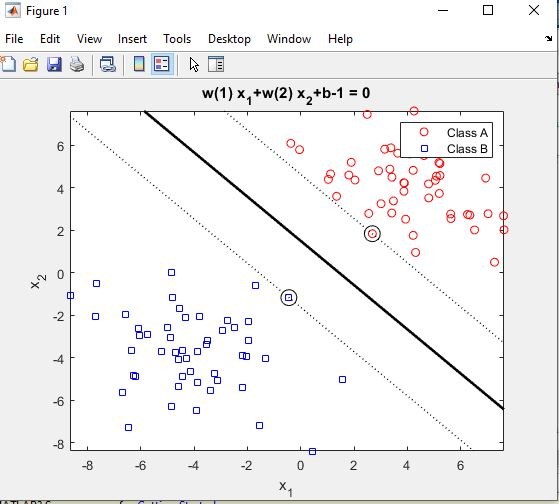 Figure 1
File Edit View Insert Tools Desktop Window Help
w(1) x1+w(2) x2+b-1 = 0
Class A
Class B
6
4
2
0
-2
-4
-6
-8
x2
-8 -6 -4 -2 0 2 4 6
x1